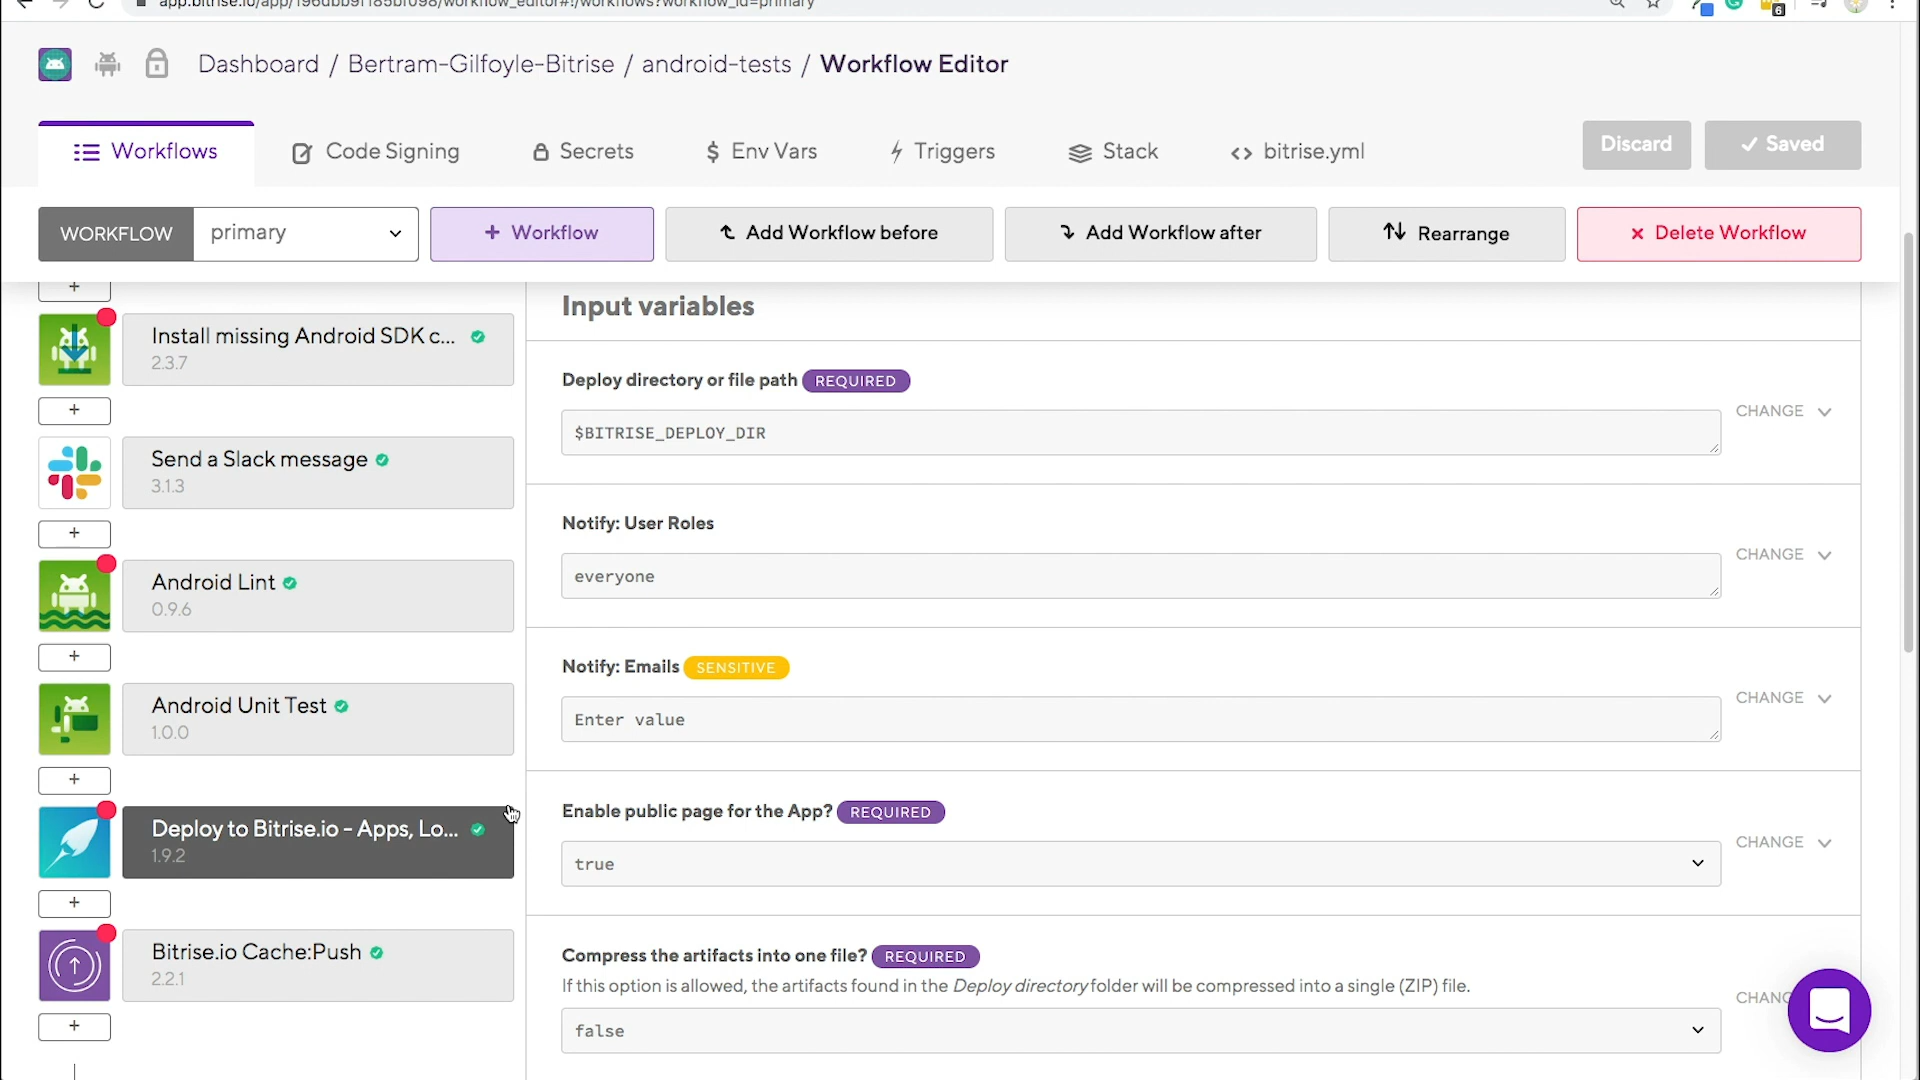 Dashboard / Bertram-Gilfoyle-Bitrise / android-tests / Workflow Editor
Workflows
Code Signing
Secrets
$ Env Vars
Triggers
Stack
<> bitrise.yml
Discard
✓ Saved
WORKFLOW primary
+ Workflow
Add Workflow before
Add Workflow after
Rearrange
× Delete Workflow
+
Install missing Android SDK c...
2.3.7
+
Send a Slack message
3.1.3
+
Android Lint
0.9.6
+
Android Unit Test
1.0.0
+
Deploy to Bitrise.io - Apps, Lo...
1.9.2
+
Bitrise.io Cache:Push
2.2.1
+
Input variables
Deploy directory or file path REQUIRED
$BITRISE_DEPLOY_DIR
CHANGE
Notify: User Roles
everyone
CHANGE
Notify: Emails SENSITIVE
Enter value
CHANGE
Enable public page for the App? REQUIRED
true
CHANGE
Compress the artifacts into one file? REQUIRED
If this option is allowed, the artifacts found in the Deploy directory folder will be compressed into a single (ZIP) file.
false
6